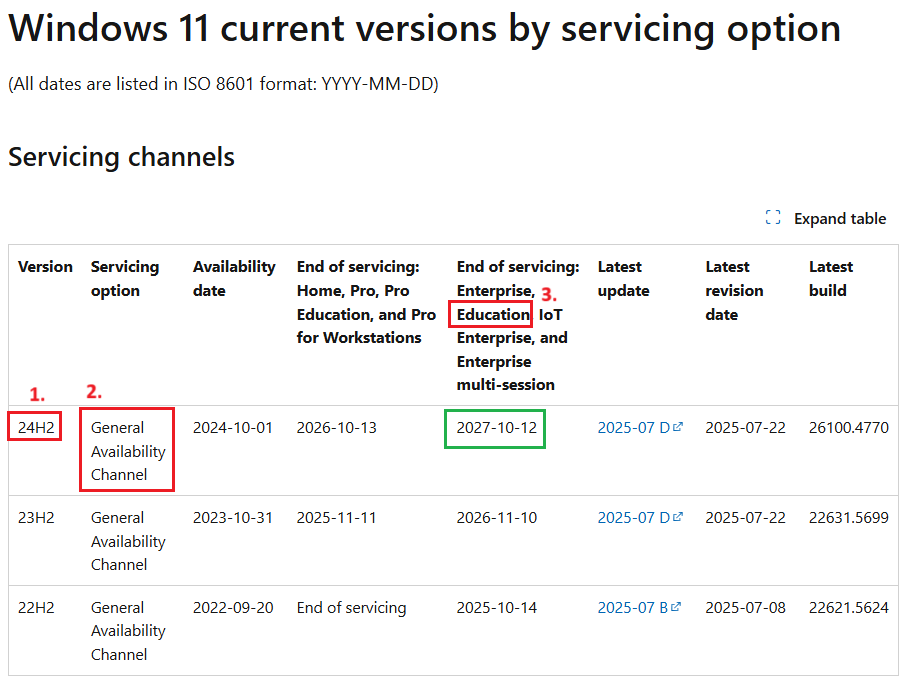 Windows 11 current versions by servicing option
(All dates are listed in ISO 8601 format: YYYY-MM-DD)
Servicing channels
Expand table
Version
Servicing
option
Availability
date
End of servicing:
Home, Pro, Pro
Education, and Pro
for Workstations
End of servicing:
Enterprise,
Education, IoT
Enterprise, and
Enterprise
multi-session
Latest
update
Latest
revision
date
Latest
build
3.
1.
2.
24H2
General
Availability
Channel
2024-10-01
2026-10-13
2027-10-12
2025-07 D
2025-07-22
26100.4770
23H2
General
Availability
Channel
2023-10-31
2025-11-11
2026-11-10
2025-07 D
2025-07-22
22631.5699
22H2
General
Availability
Channel
2022-09-20
End of servicing
2025-10-14
2025-07 B
2025-07-08
22621.5624